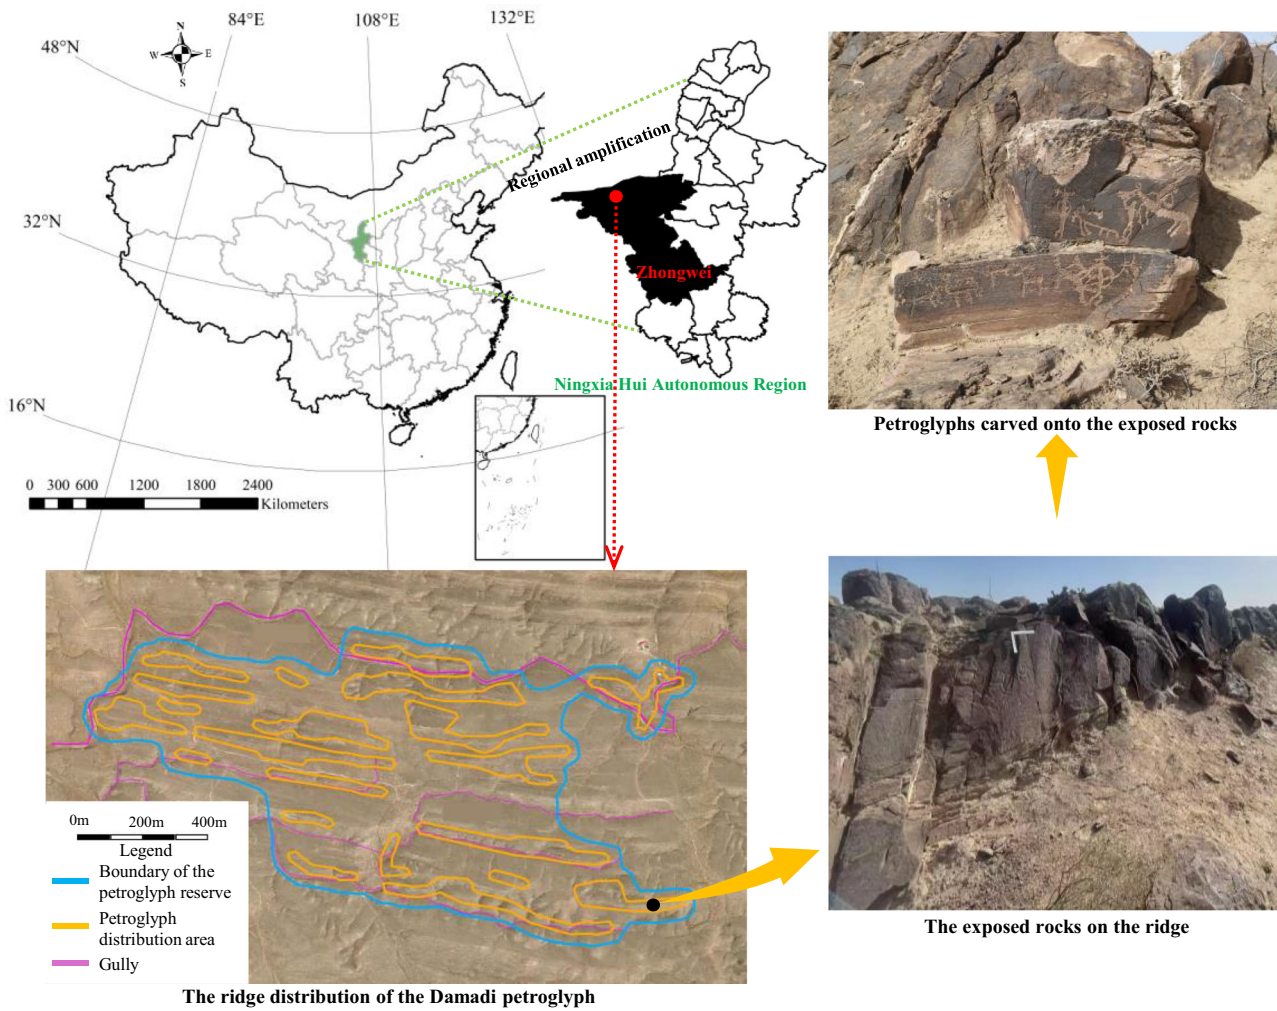 84°E
108°E
132°E
48°N
N
W
E
S
32°N
16°N
Regional amplification
Zhongwei
Ningxia Hui Autonomous Region
0 300 600 1200 1800 2400
Kilometers
Petroglyphs carved onto the exposed rocks
0m 200m 400m
Legend
Boundary of the
petroglyph reserve
Petroglyph
distribution area
Gully
The ridge distribution of the Damadi petroglyph
The exposed rocks on the ridge